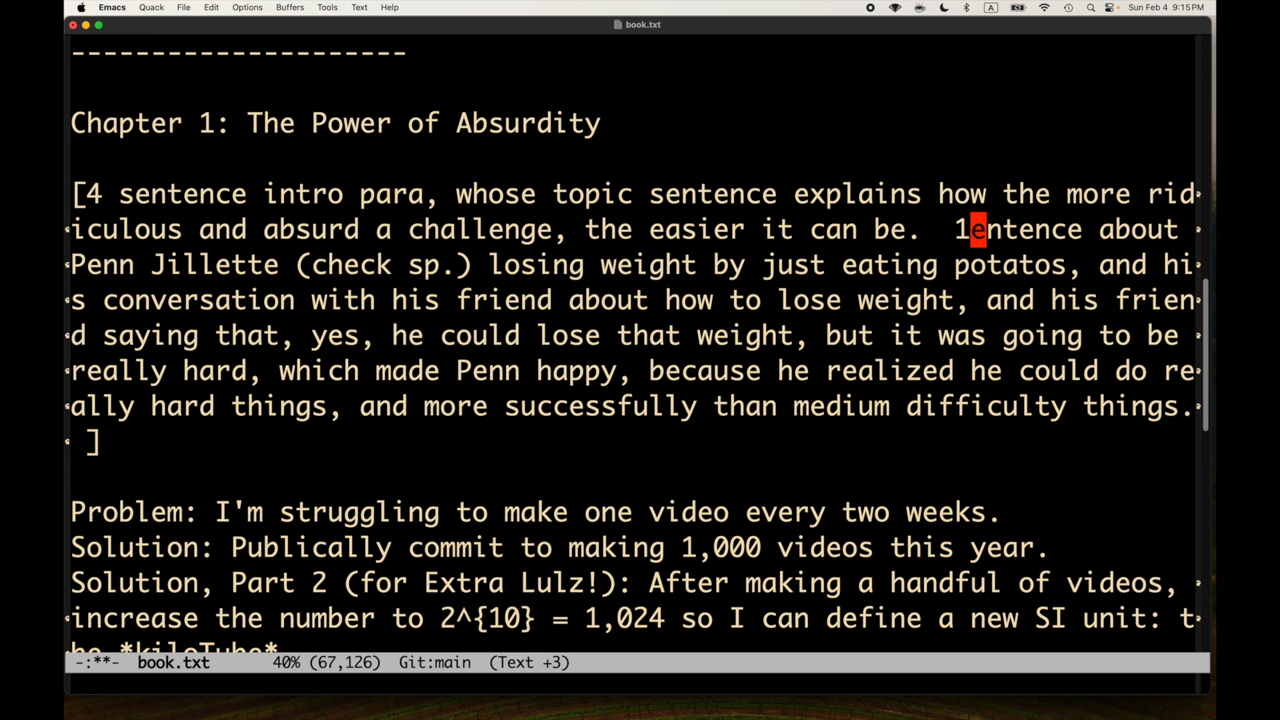 Emacs Quack File Edit Options Buffers Tools Text Help A Sun Feb 4 9:15 PM
book.txt
---------------------
Chapter 1: The Power of Absurdity
[4 sentence intro para, whose topic sentence explains how the more rid
iculous and absurd a challenge, the easier it can be.  1entence about
Penn Jillette (check sp.) losing weight by just eating potatos, and hi
s conversation with his friend about how to lose weight, and his frien
d saying that, yes, he could lose that weight, but it was going to be
really hard, which made Penn happy, because he realized he could do re
ally hard things, and more successfully than medium difficulty things.
]
Problem: I'm struggling to make one video every two weeks.
Solution: Publically commit to making 1,000 videos this year.
Solution, Part 2 (for Extra Lulz!): After making a handful of videos,
increase the number to 2^{10} = 1,024 so I can define a new SI unit: t
he *kiloTube*
-:**- book.txt 40% (67,126) Git:main (Text +3)